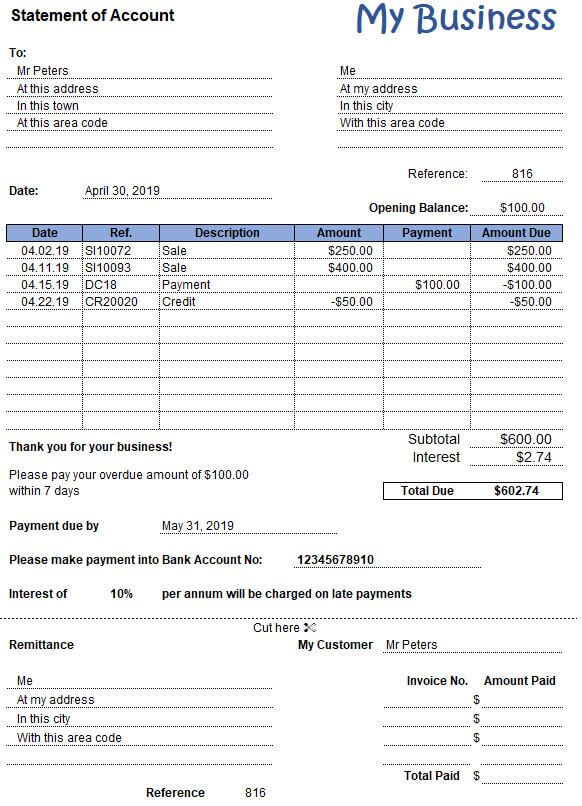 Statement of Account
My Business
To:
Mr Peters Me
At this address At my address
In this town In this city
At this area code With this area code
Reference: 816
Date: April 30, 2019
Opening Balance: $100.00
Date Ref. Description Amount Payment Amount Due
04.02.19 SI10072 Sale $250.00 $250.00
04.11.19 SI10093 Sale $400.00 $400.00
04.15.19 DC18 Payment $100.00 -$100.00
04.22.19 CR20020 Credit -$50.00 -$50.00
Subtotal $600.00
Thank you for your business!
Interest $2.74
Please pay your overdue amount of $100.00
within 7 days
Total Due $602.74
Payment due by May 31, 2019
Please make payment into Bank Account No: 12345678910
Interest of 10% per annum will be charged on late payments
Cut here
Remittance My Customer Mr Peters
Me Invoice No. Amount Paid
At my address $
In this city $
With this area code $
Total Paid $
Reference 816